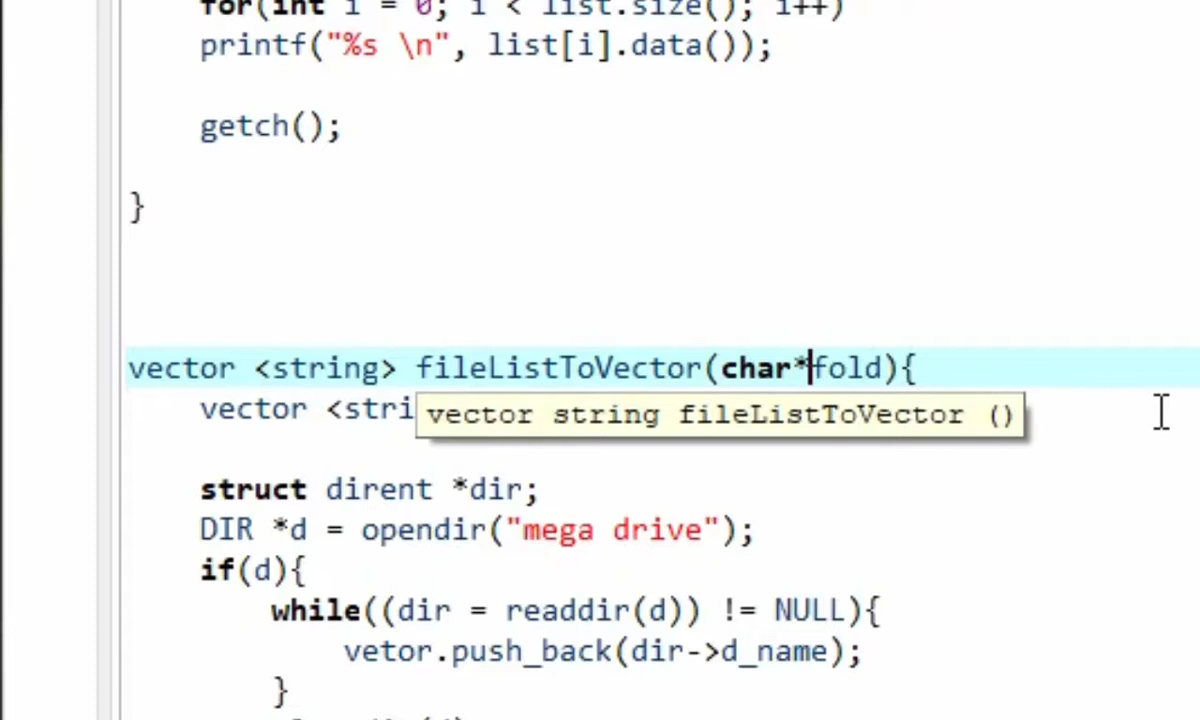 for(int i = 0; i < list.size(); i++)
printf("%s \n", list[i].data());
getch();
}
vector <string> fileListToVector(char*fold){
vector <stri
vector string fileListToVector ()
struct dirent *dir;
DIR *d = opendir("mega drive");
if(d){
while((dir = readdir(d)) != NULL){
vetor.push_back(dir->d_name);
}